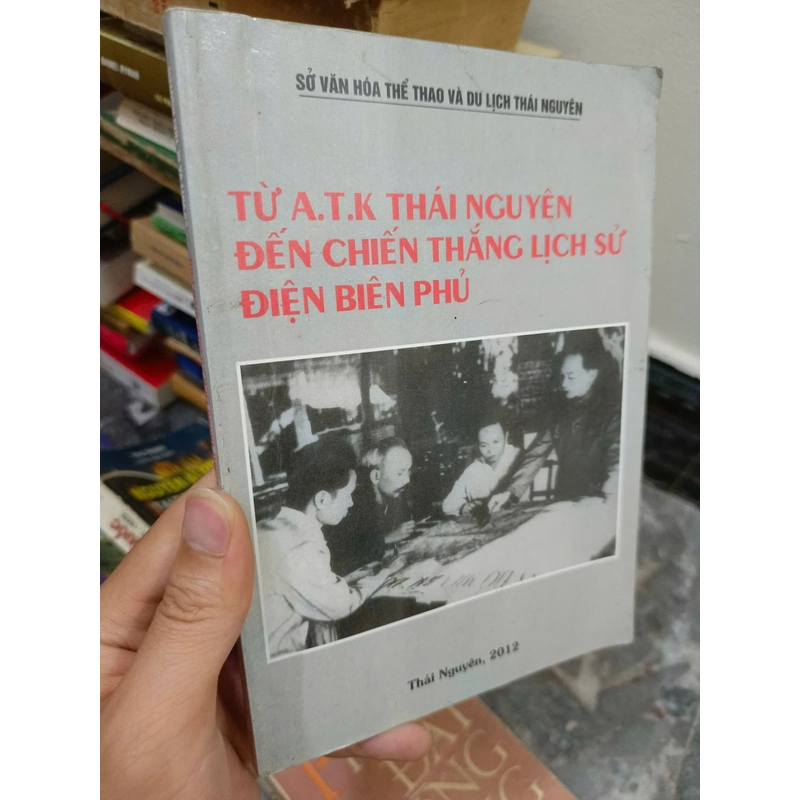 SỞ VĂN HÓA THỂ THAO VÀ DU LỊCH THÁI NGUYÊN
TỪ A.T.K THÁI NGUYÊN
ĐẾN CHIẾN THẮNG LỊCH SỬ
ĐIỆN BIÊN PHỦ
Thái Nguyên, 2012